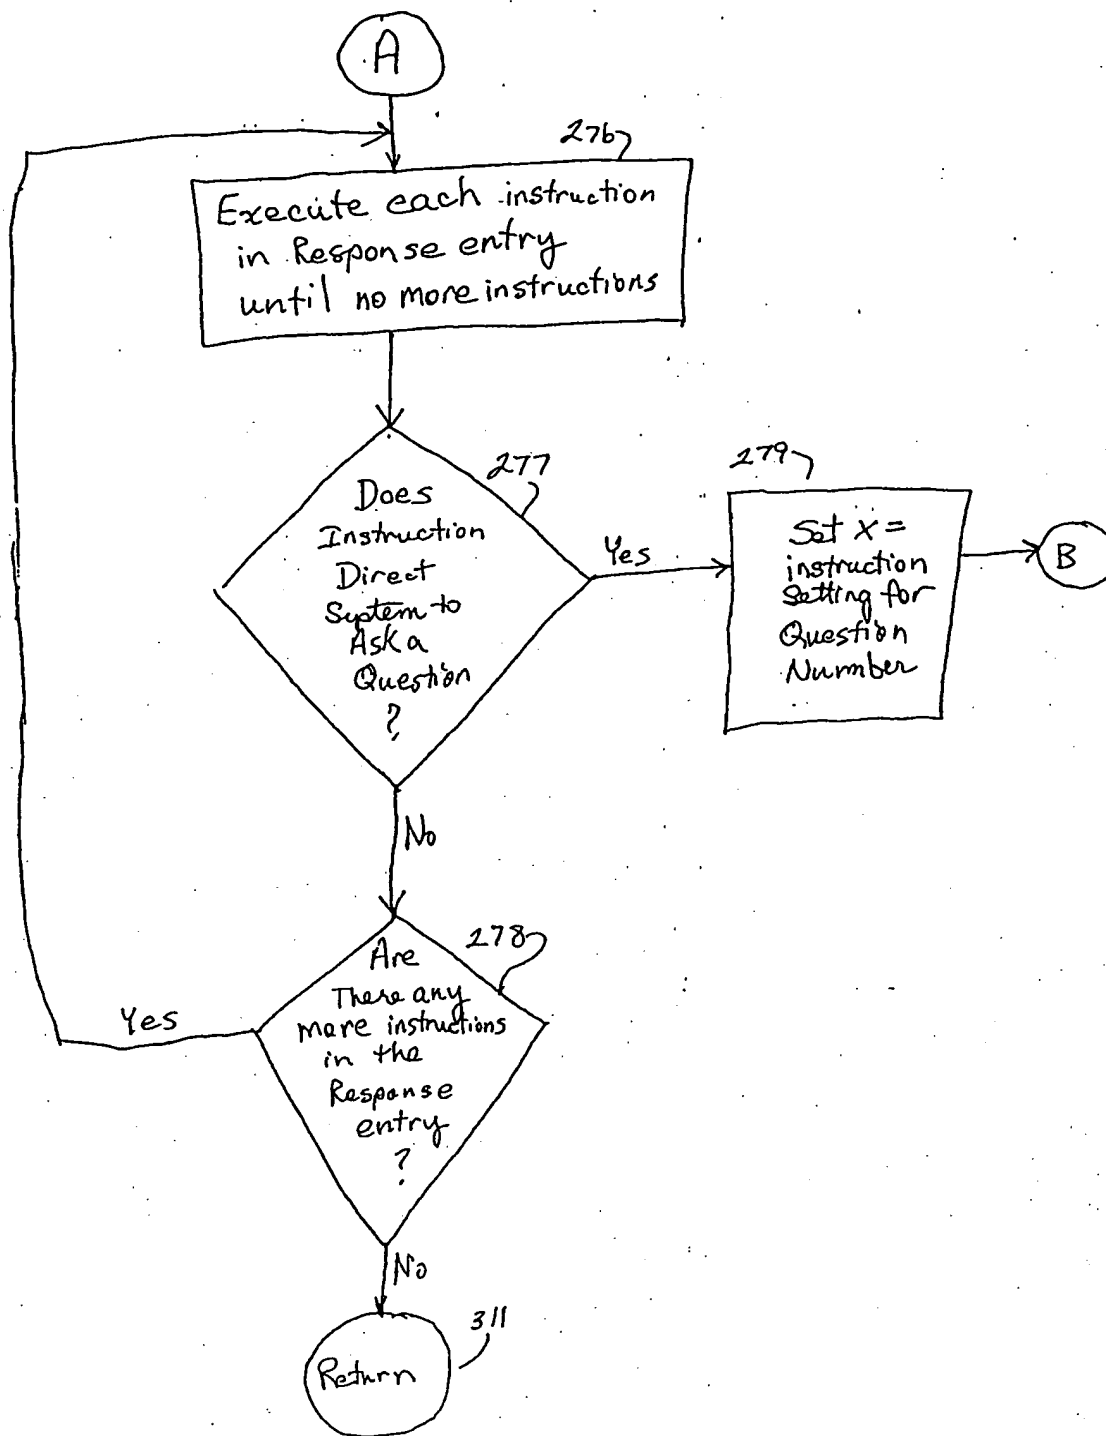 A
276
Execute each instruction
in Response entry
until no more instructions
277
Does
Instruction
Direct
System to
Ask a
Question
?
Yes
279
Set X =
instruction
Setting for
Question
Number
B
No
278
Are
There any
more instructions
in the
Response
entry
?
Yes
No
311
Return